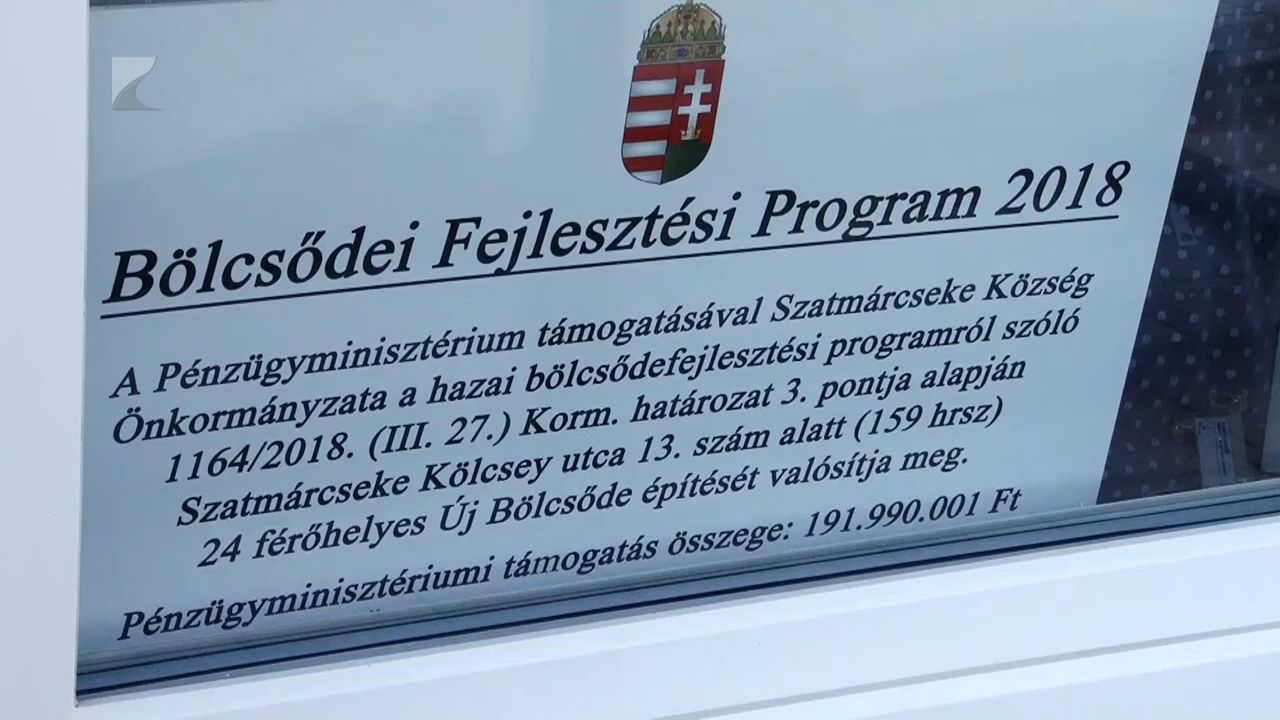 Bölcsődei Fejlesztési Program 2018
A Pénzügyminisztérium támogatásával Szatmárcseke Község
Önkormányzata a hazai bölcsődefejlesztési programról szóló
1164/2018. (III. 27.) Korm. határozat 3. pontja alapján
Szatmárcseke Kölcsey utca 13. szám alatt (159 hrsz)
24 férőhelyes Új Bölcsőde építését valósítja meg.
Pénzügyminisztériumi támogatás összege: 191.990.001 Ft